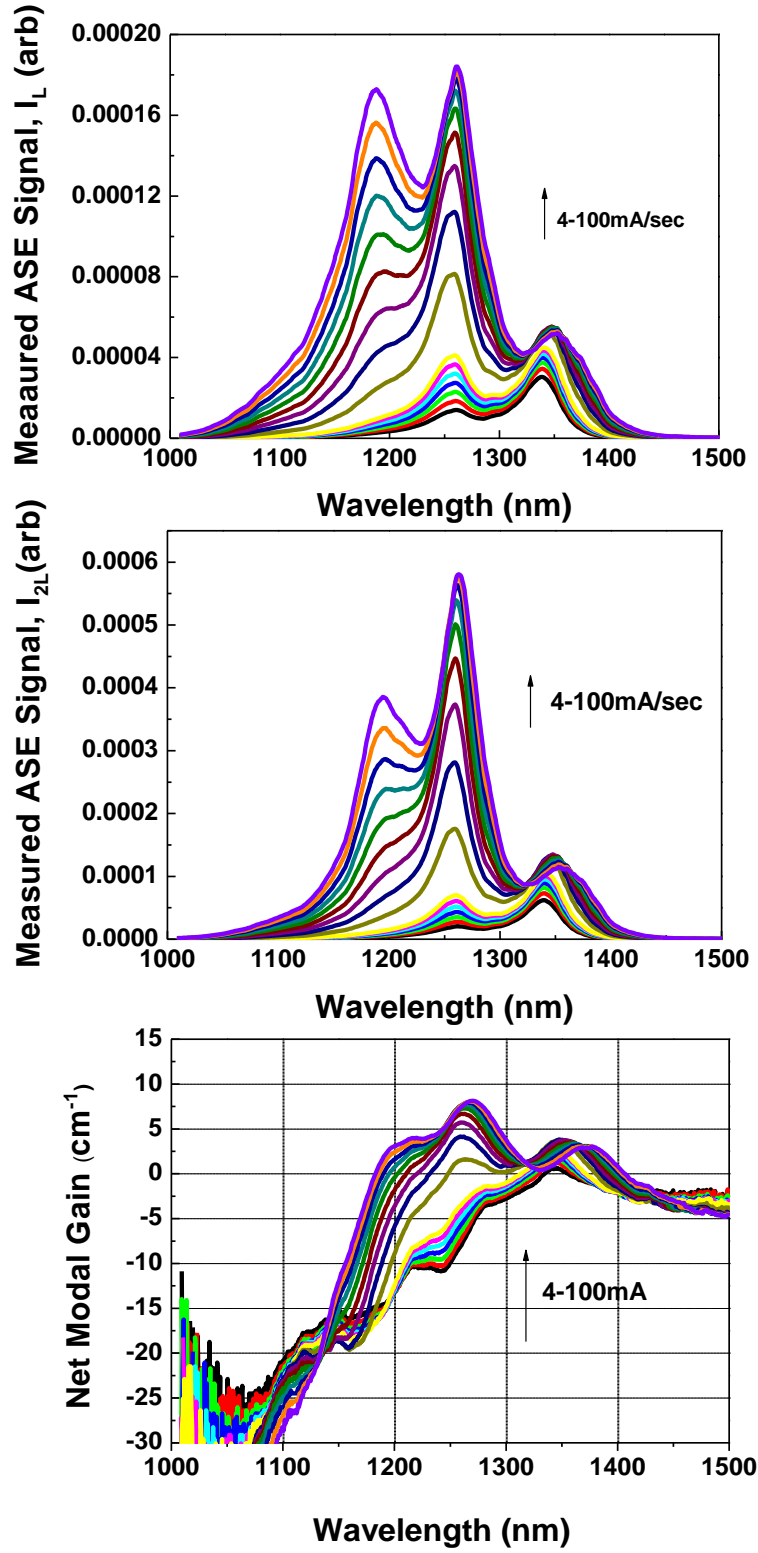 Meaaured ASE Signal, I_L (arb)
0.00020
0.00016
0.00012
0.00008
0.00004
0.00000
4-100mA/sec
1000 1100 1200 1300 1400 1500
Wavelength (nm)
Measured ASE Signal, I_2L(arb)
0.0006
0.0005
0.0004
0.0003
0.0002
0.0001
0.0000
4-100mA/sec
1000 1100 1200 1300 1400 1500
Wavelength (nm)
Net Modal Gain (cm^-1)
15
10
5
0
-5
-10
-15
-20
-25
-30
4-100mA
1000 1100 1200 1300 1400 1500
Wavelength (nm)